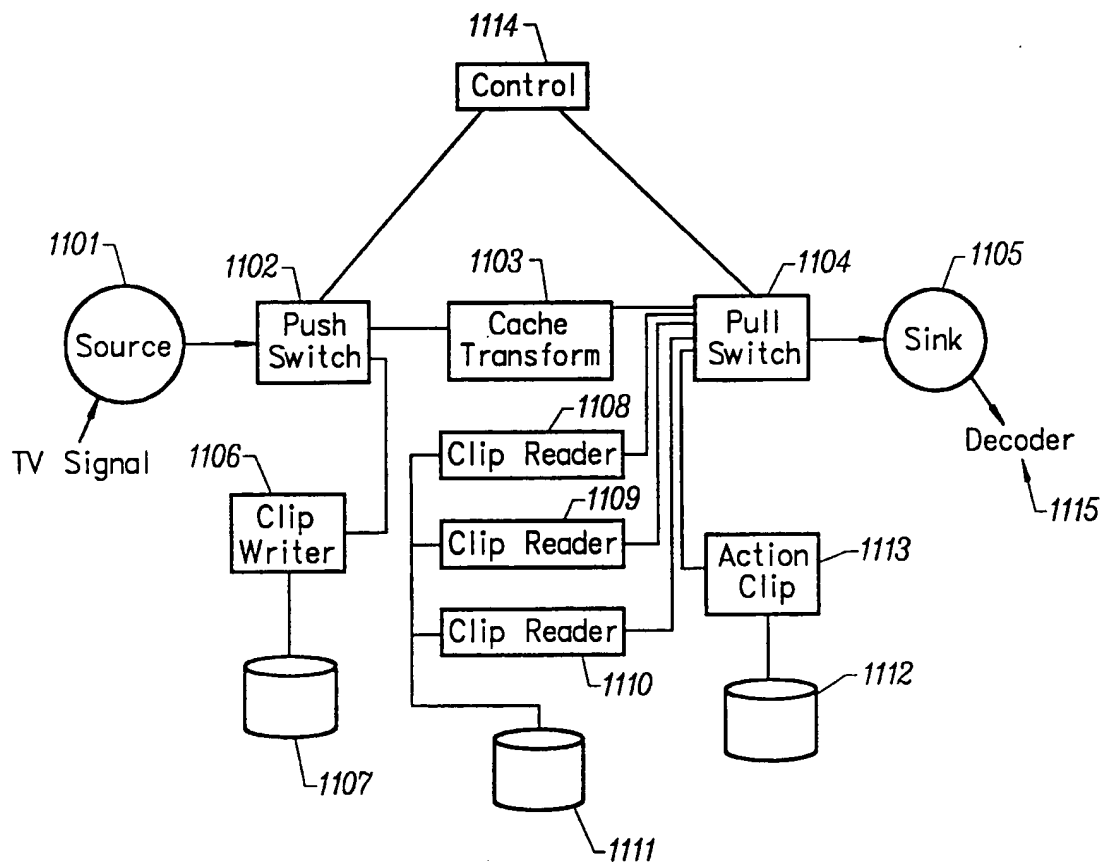 1114
Control
1101
1102
1103
1104
1105
Source
Push
Switch
Cache
Transform
Pull
Switch
Sink
TV Signal
1106
Clip
Writer
1107
1108
Clip Reader
1109
Clip Reader
Clip Reader
1110
1111
Decoder
1115
Action
Clip
1113
1112